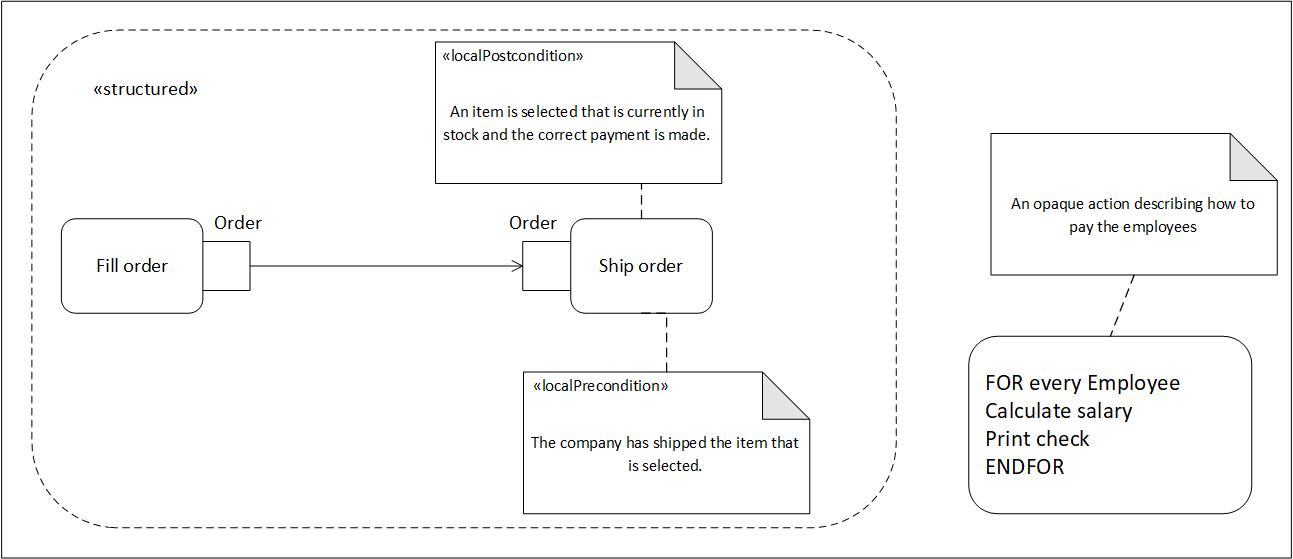 «structured»
«localPostcondition»
An item is selected that is currently in
stock and the correct payment is made.
Fill order
Order
Order
Ship order
«localPrecondition»
The company has shipped the item that
is selected.
An opaque action describing how to
pay the employees
FOR every Employee
Calculate salary
Print check
ENDFOR